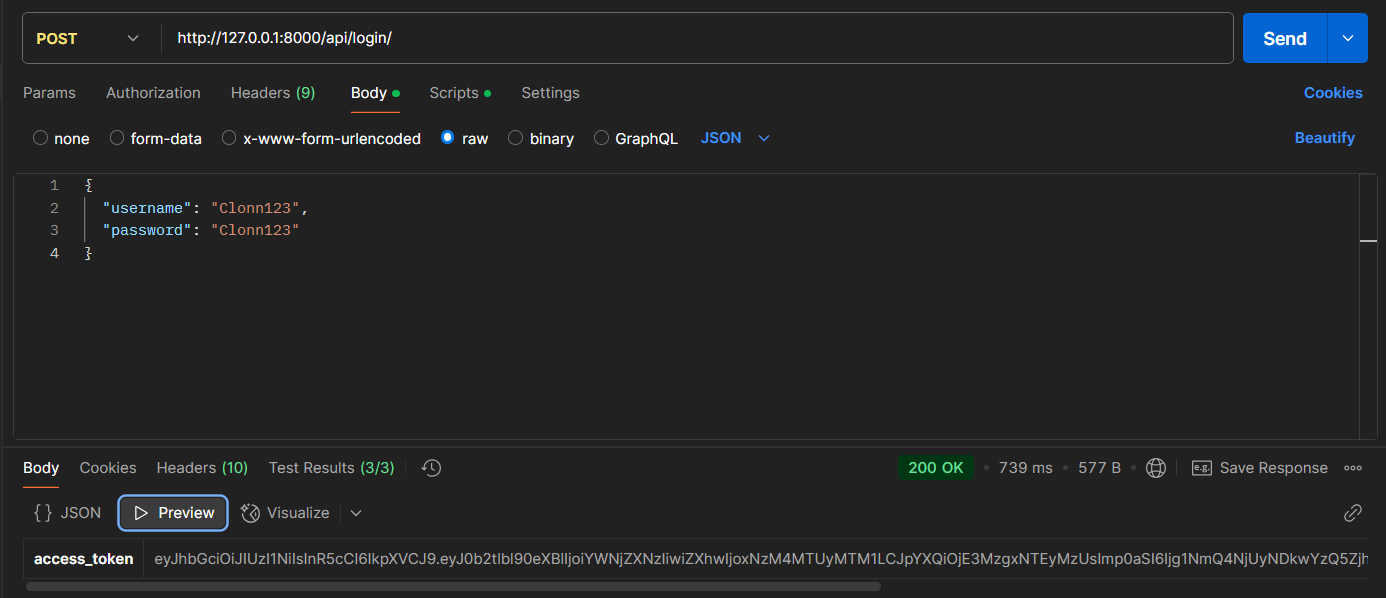 POST http://127.0.0.1:8000/api/login/ Send
Params Authorization Headers (9) Body Scripts Settings Cookies
none form-data x-www-form-urlencoded raw binary GraphQL JSON Beautify
1 {
2 "username": "Clonn123",
3 "password": "Clonn123"
4 }
Body Cookies Headers (10) Test Results (3/3) 200 OK 739 ms 577 B e.g. Save Response
{} JSON Preview Visualize
access_token eyJhbGciOiJIUzI1NiIsInR5cCI6IkpXVCJ9.eyJ0b2tlbl90eXBlIjoiYWNjZXNzIiwiZXhwIjoxNzM4MTUyMTM1LCJpYXQiOjE3MzgxNTEyMzUsImp0aSI6Ijg1NmQ4NjUyNDkwYzQ5Zjh